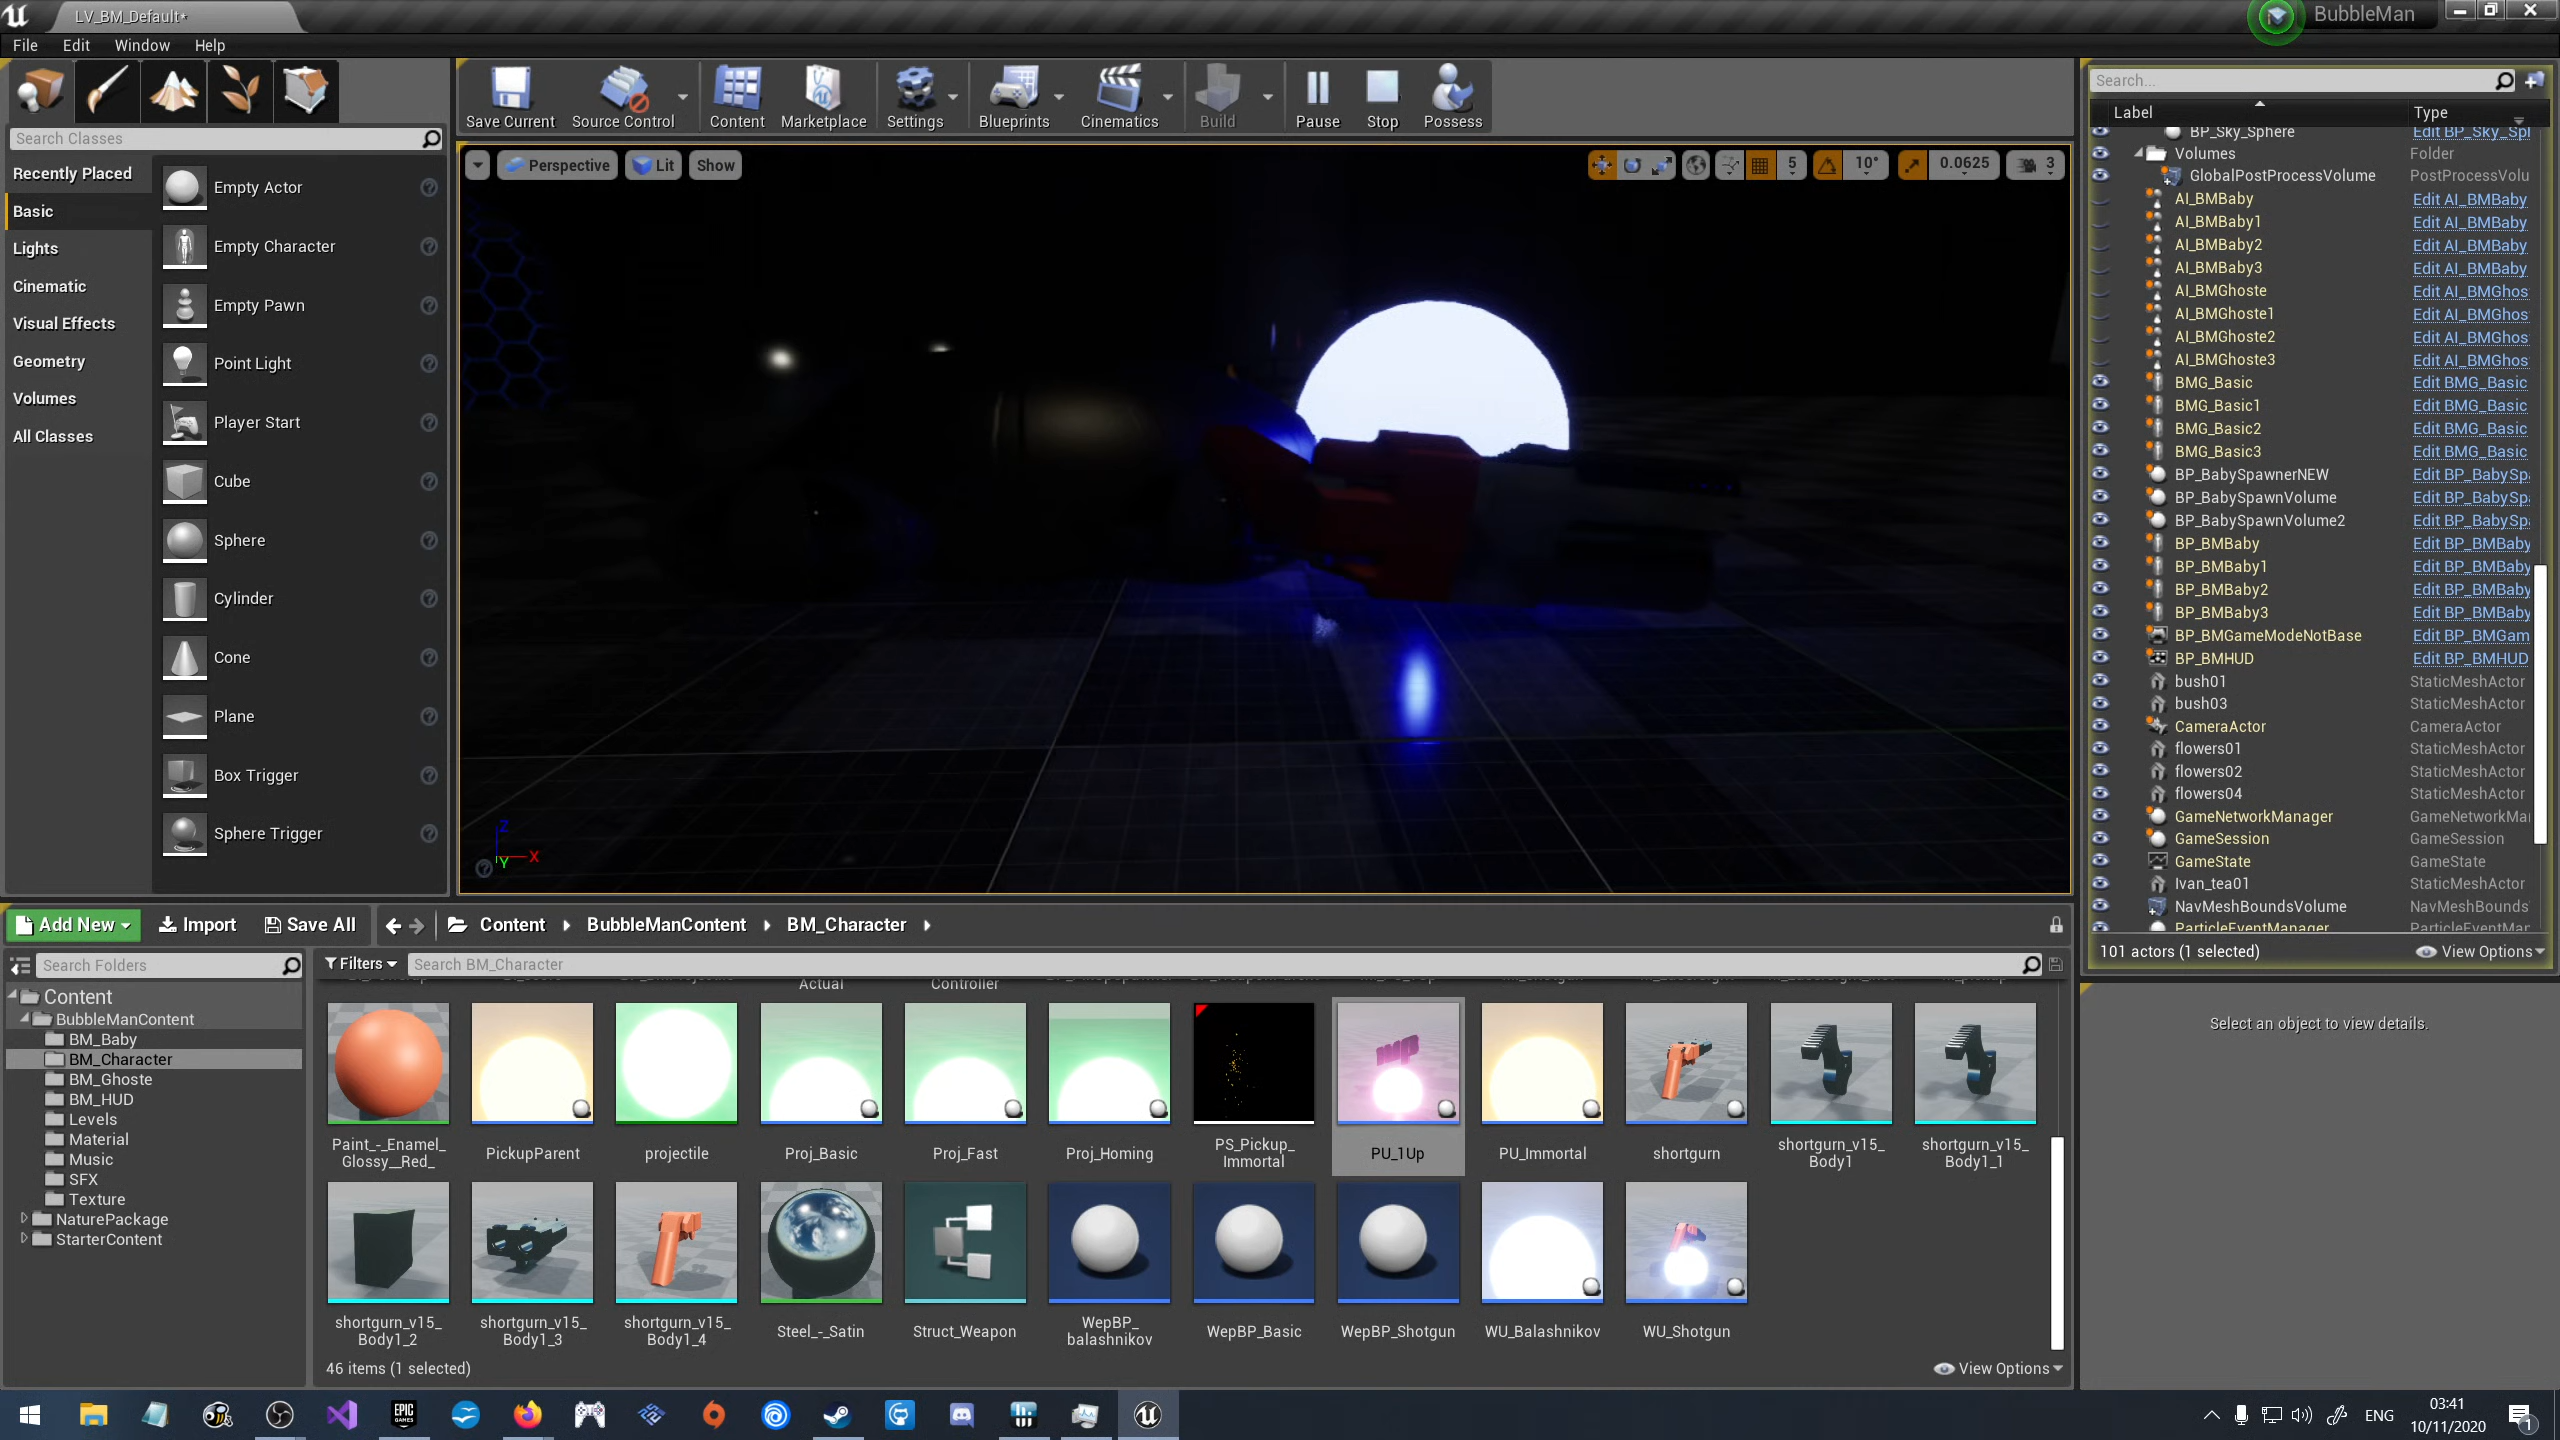 LV_BM_Default*
BubbleMan
File Edit Window Help
Save Current Source Control Content Marketplace Settings Blueprints Cinematics Build Pause Stop Possess
Search Classes
Recently Placed
Basic
Lights
Cinematic
Visual Effects
Geometry
Volumes
All Classes
Empty Actor
Empty Character
Empty Pawn
Point Light
Player Start
Cube
Sphere
Cylinder
Cone
Plane
Box Trigger
Sphere Trigger
Perspective Lit Show
5 10° 0.0625 3
Z
Y X
Search...
Label Type
BP_Sky_Sphere Edit BP_Sky_Spl
Volumes Folder
GlobalPostProcessVolume PostProcessVolu
AI_BMBaby Edit AI_BMBaby
AI_BMBaby1 Edit AI_BMBaby
AI_BMBaby2 Edit AI_BMBaby
AI_BMBaby3 Edit AI_BMBaby
AI_BMGhoste Edit AI_BMGhos
AI_BMGhoste1 Edit AI_BMGhos
AI_BMGhoste2 Edit AI_BMGhos
AI_BMGhoste3 Edit AI_BMGhos
BMG_Basic Edit BMG_Basic
BMG_Basic1 Edit BMG_Basic
BMG_Basic2 Edit BMG_Basic
BMG_Basic3 Edit BMG_Basic
BP_BabySpawnerNEW Edit BP_BabySpa
BP_BabySpawnVolume Edit BP_BabySpa
BP_BabySpawnVolume2 Edit BP_BabySpa
BP_BMBaby Edit BP_BMBaby
BP_BMBaby1 Edit BP_BMBaby
BP_BMBaby2 Edit BP_BMBaby
BP_BMBaby3 Edit BP_BMBaby
BP_BMGameModeNotBase Edit BP_BMGam
BP_BMHUD Edit BP_BMHUD
bush01 StaticMeshActor
bush03 StaticMeshActor
CameraActor CameraActor
flowers01 StaticMeshActor
flowers02 StaticMeshActor
flowers04 StaticMeshActor
GameNetworkManager GameNetworkMa
GameSession GameSession
GameState GameState
Ivan_tea01 StaticMeshActor
NavMeshBoundsVolume NavMeshBounds
ParticleEventManager ParticleEventMar
101 actors (1 selected) View Options
Select an object to view details.
Add New Import Save All Content BubbleManContent BM_Character
Search Folders
Content
BubbleManContent
BM_Baby
BM_Character
BM_Ghoste
BM_HUD
Levels
Material
Music
SFX
Texture
NaturePackage
StarterContent
Filters Search BM_Character
Actual Controller
Paint_-_Enamel_
Glossy__Red_
PickupParent
projectile
Proj_Basic
Proj_Fast
Proj_Homing
PS_Pickup_
Immortal
PU_1Up
PU_Immortal
shortgurn
shortgurn_v15_
Body1
shortgurn_v15_
Body1_1
shortgurn_v15_
Body1_2
shortgurn_v15_
Body1_3
shortgurn_v15_
Body1_4
Steel_-_Satin
Struct_Weapon
WepBP_
balashnikov
WepBP_Basic
WepBP_Shotgun
WU_Balashnikov
WU_Shotgun
46 items (1 selected) View Options
EPIC
GAMES
ENG
03:41
10/11/2020
1